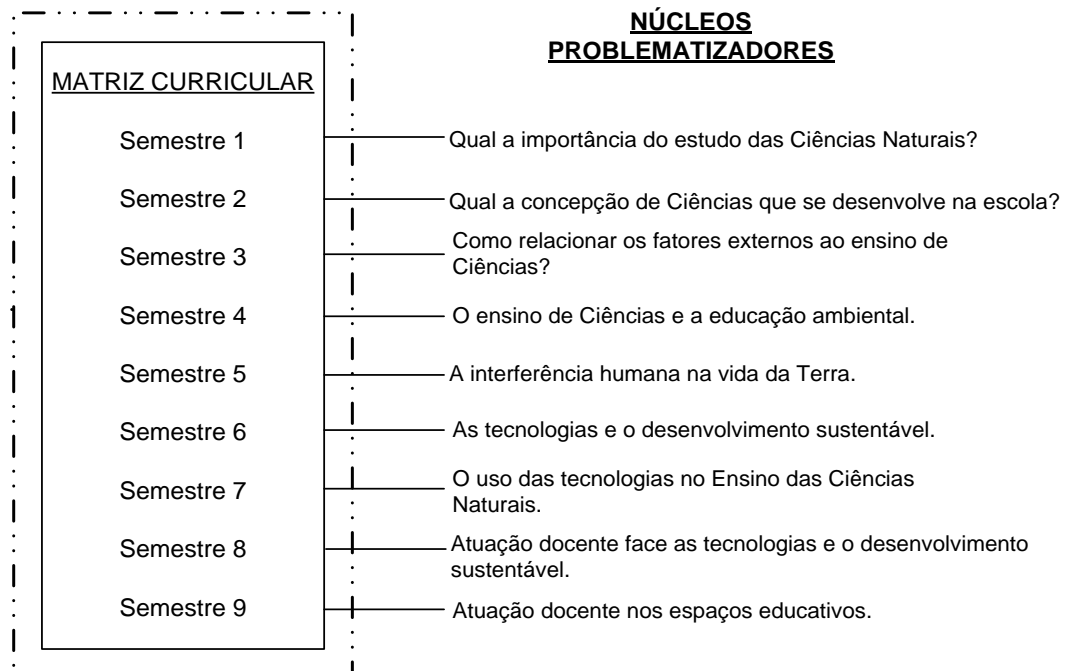 NÚCLEOS
PROBLEMATIZADORES
MATRIZ CURRICULAR
Semestre 1
Qual a importância do estudo das Ciências Naturais?
Semestre 2
Qual a concepção de Ciências que se desenvolve na escola?
Semestre 3
Como relacionar os fatores externos ao ensino de
Ciências?
Semestre 4
O ensino de Ciências e a educação ambiental.
Semestre 5
A interferência humana na vida da Terra.
Semestre 6
As tecnologias e o desenvolvimento sustentável.
Semestre 7
O uso das tecnologias no Ensino das Ciências
Naturais.
Semestre 8
Atuação docente face as tecnologias e o desenvolvimento
sustentável.
Semestre 9
Atuação docente nos espaços educativos.